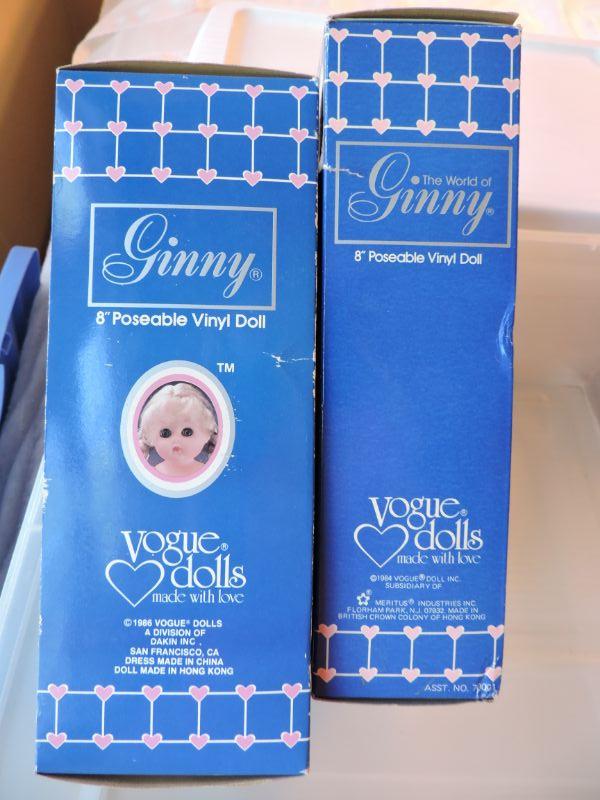 Ginny®
8" Poseable Vinyl Doll
TM
Vogue®
dolls
made with love
© 1986 VOGUE® DOLLS
A DIVISION OF
DAKIN INC.
SAN FRANCISCO, CA
DRESS MADE IN CHINA
DOLL MADE IN HONG KONG
The World of
Ginny®
8" Poseable Vinyl Doll
Vogue®
dolls
made with love
©1984 VOGUE® DOLL INC.
SUBSIDIARY OF
MERITUS® INDUSTRIES INC.
FLORHAM PARK, N.J. 07932 MADE IN
BRITISH CROWN COLONY OF HONG KONG
ASST. NO.